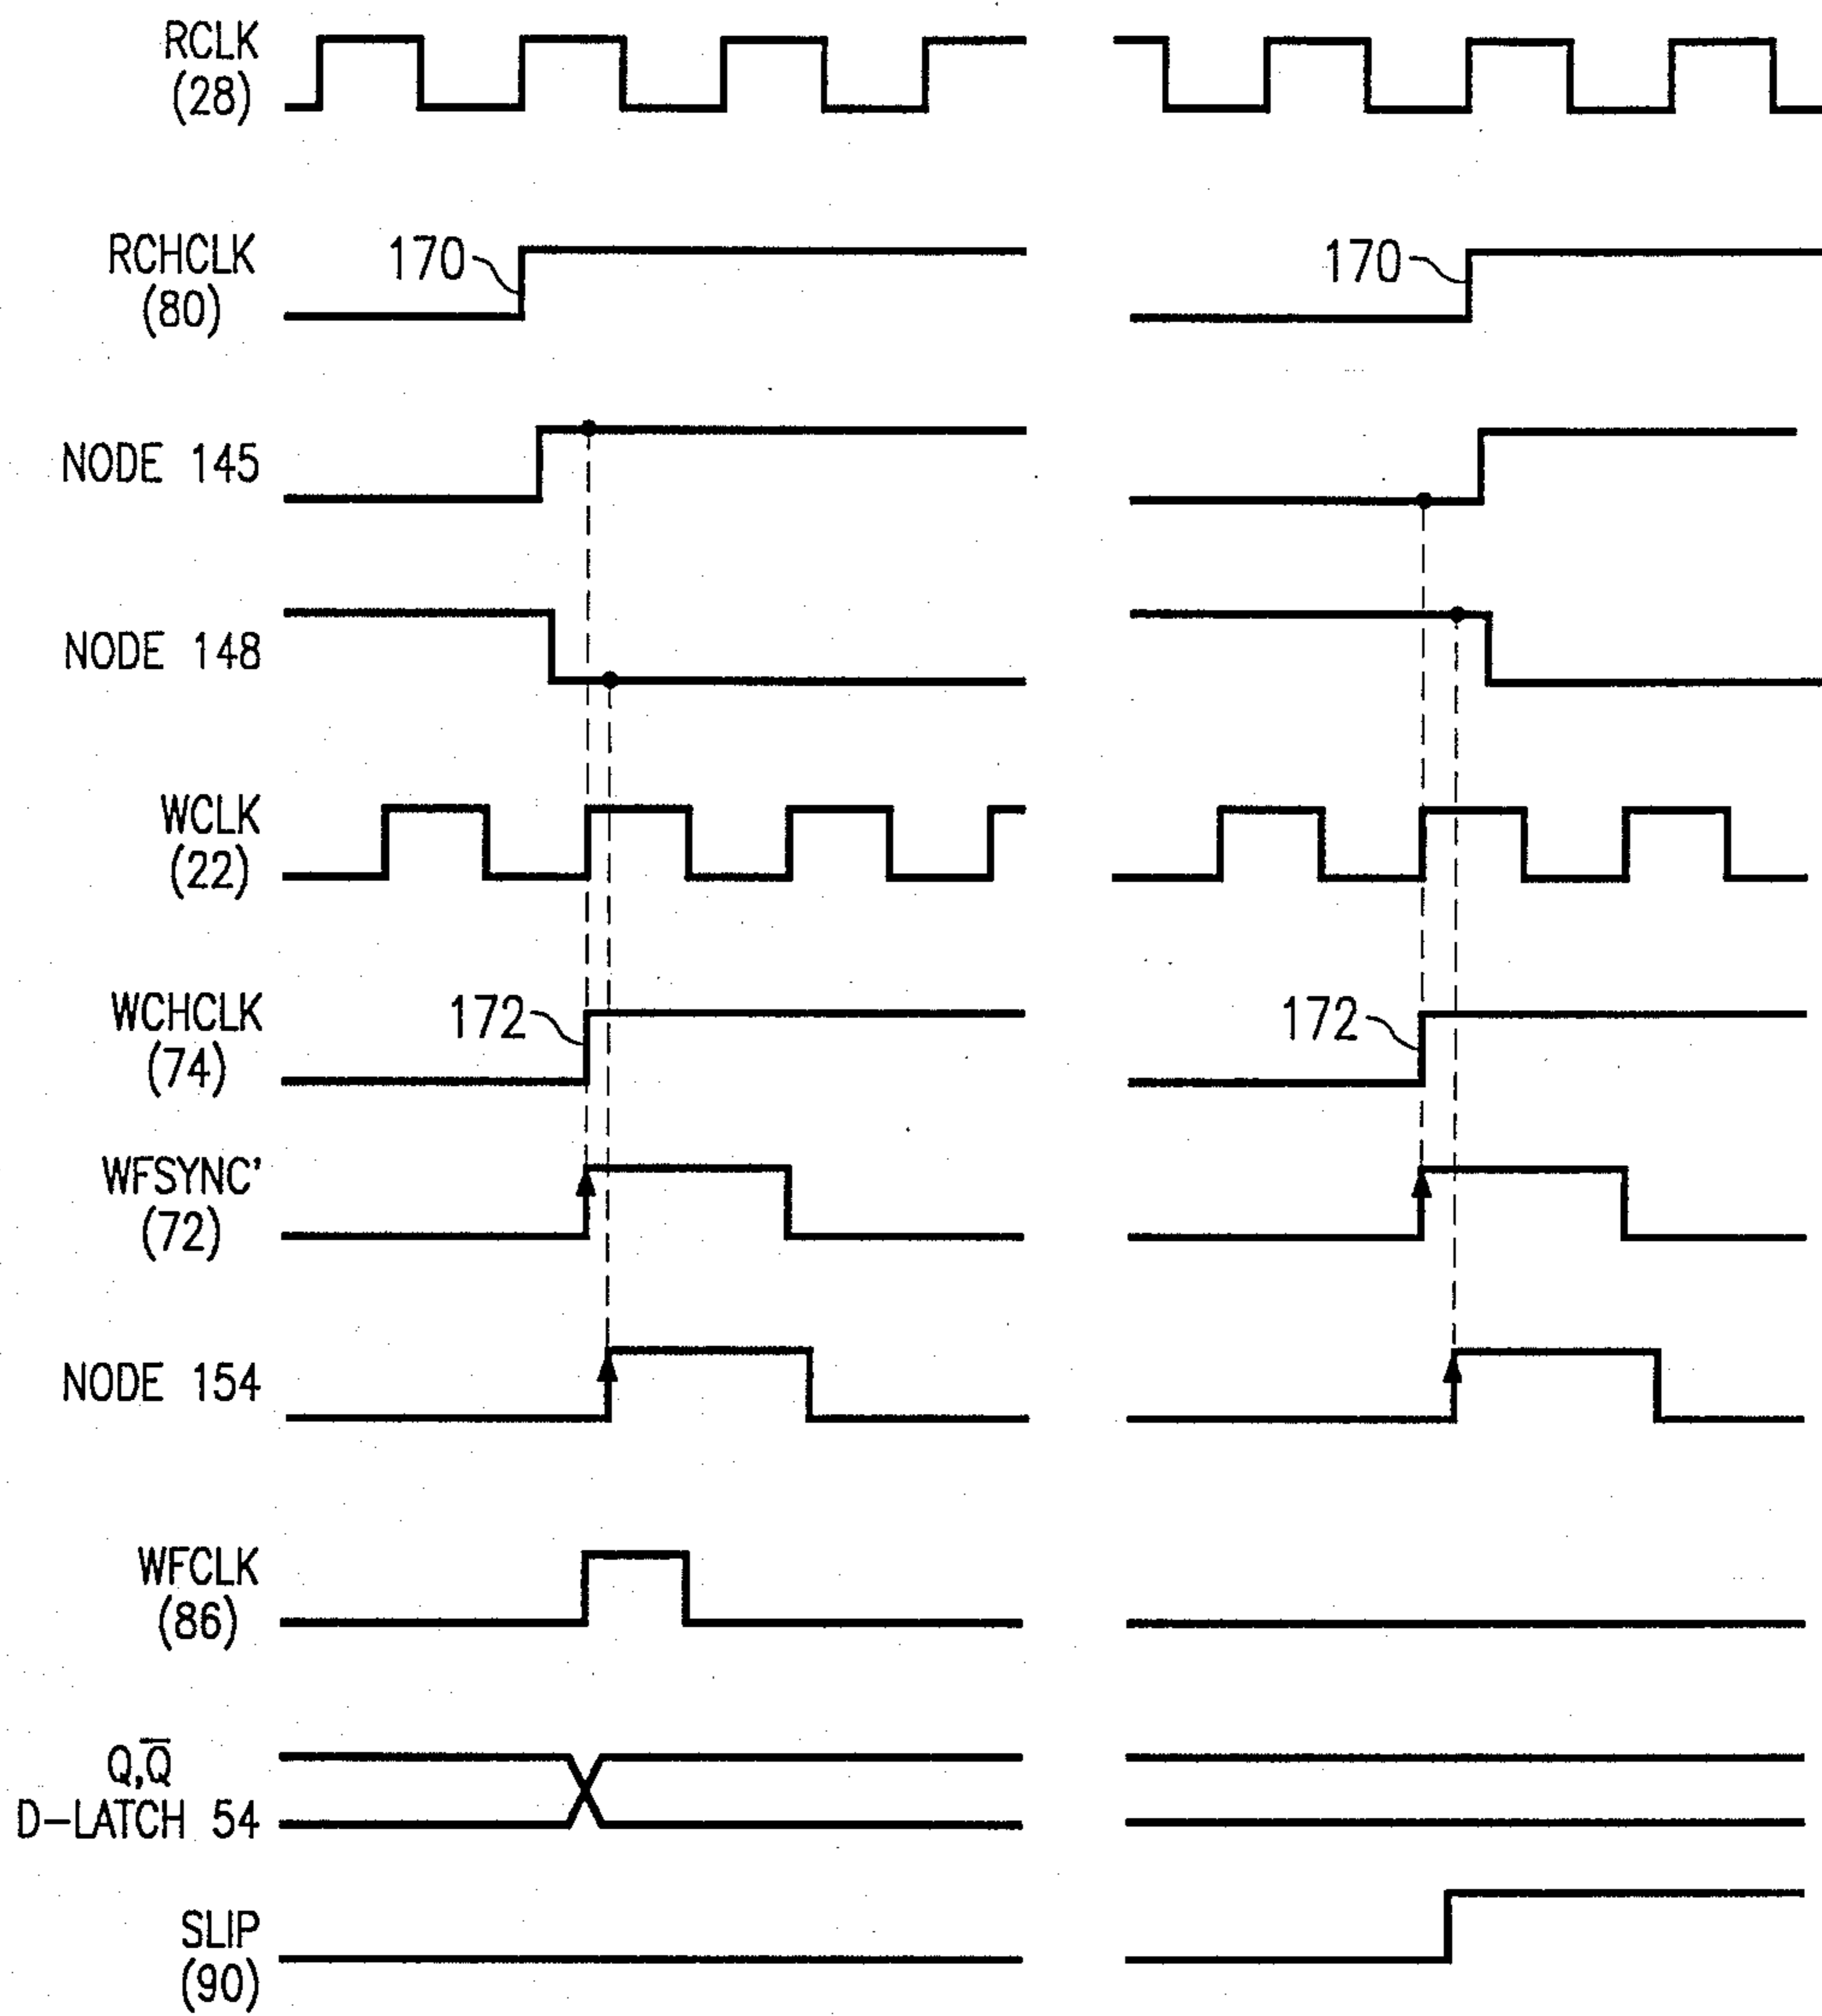 RCLK
(28)
RCHCLK
(80)
170
170
NODE 145
NODE 148
WCLK
(22)
WCHCLK
(74)
172
172
WFSYNC'
(72)
NODE 154
WFCLK
(86)
Q,Q̅
D-LATCH 54
SLIP
(90)